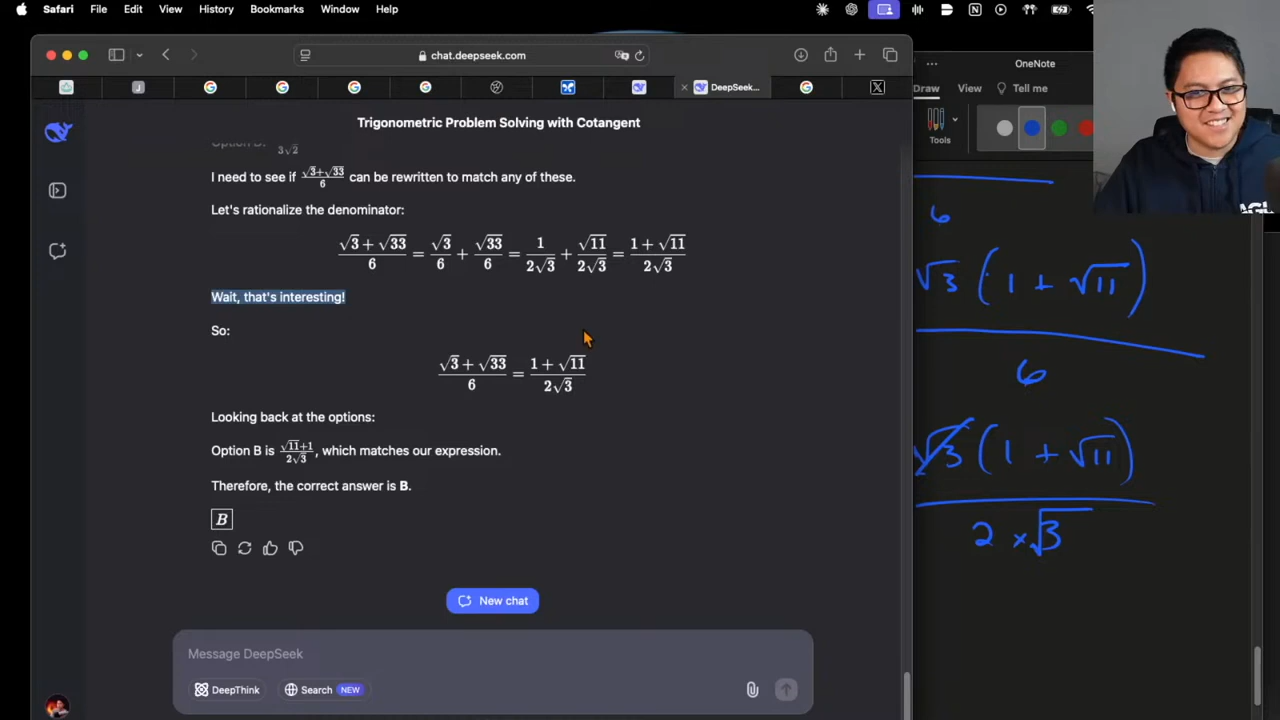 Safari File Edit View History Bookmarks Window Help
chat.deepseek.com
DeepSeek...
Trigonometric Problem Solving with Cotangent
3√2
I need to see if (√3+√33)/6 can be rewritten to match any of these.
Let's rationalize the denominator:
(√3 + √33)/6 = √3/6 + √33/6 = 1/(2√3) + √11/(2√3) = (1 + √11)/(2√3)
Wait, that's interesting!
So:
(√3 + √33)/6 = (1 + √11)/(2√3)
Looking back at the options:
Option B is (√11+1)/(2√3), which matches our expression.
Therefore, the correct answer is B.
B
New chat
Message DeepSeek
DeepThink Search NEW
OneNote
Draw View Tell me
Tools
6
√3 (1 + √11)
6
√3 (1 + √11)
2 × √3